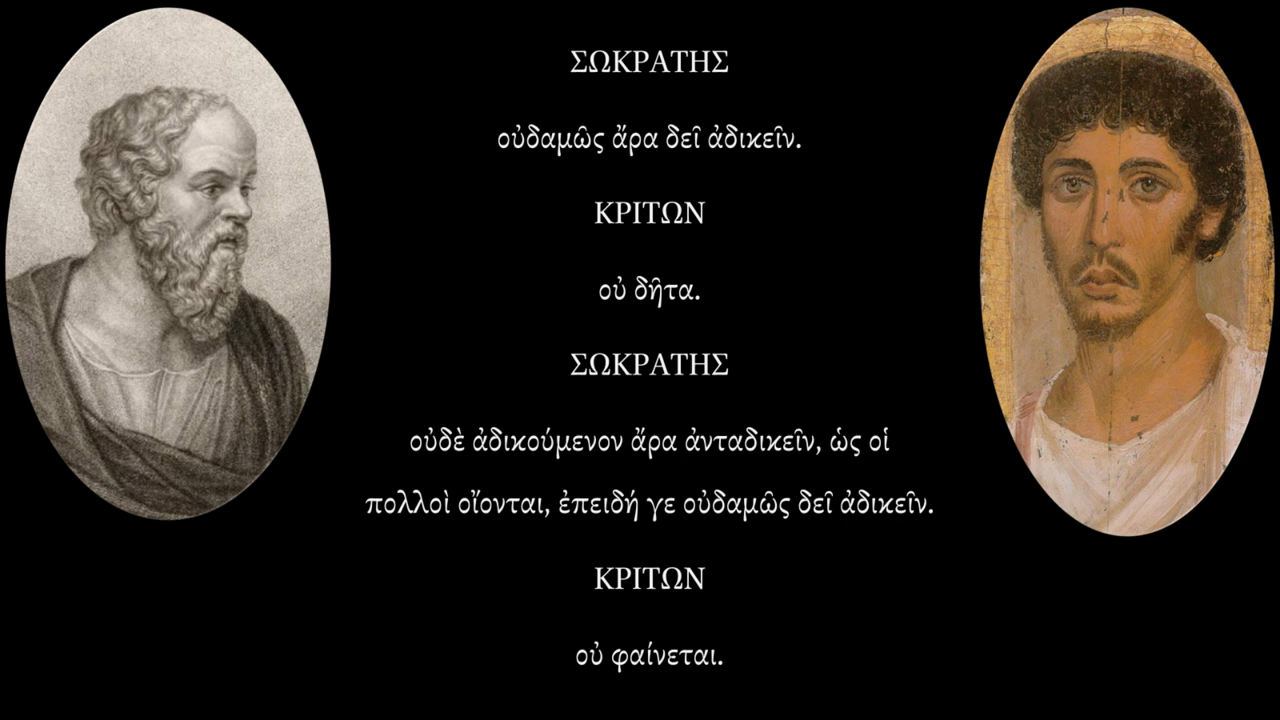 ΣΩΚΡΑΤΗΣ
οὐδαμῶς ἄρα δεῖ ἀδικεῖν.
ΚΡΙΤΩΝ
οὐ δῆτα.
ΣΩΚΡΑΤΗΣ
οὐδὲ ἀδικούμενον ἄρα ἀνταδικεῖν, ὡς οἱ
πολλοὶ οἴονται, ἐπειδή γε οὐδαμῶς δεῖ ἀδικεῖν.
ΚΡΙΤΩΝ
οὐ φαίνεται.